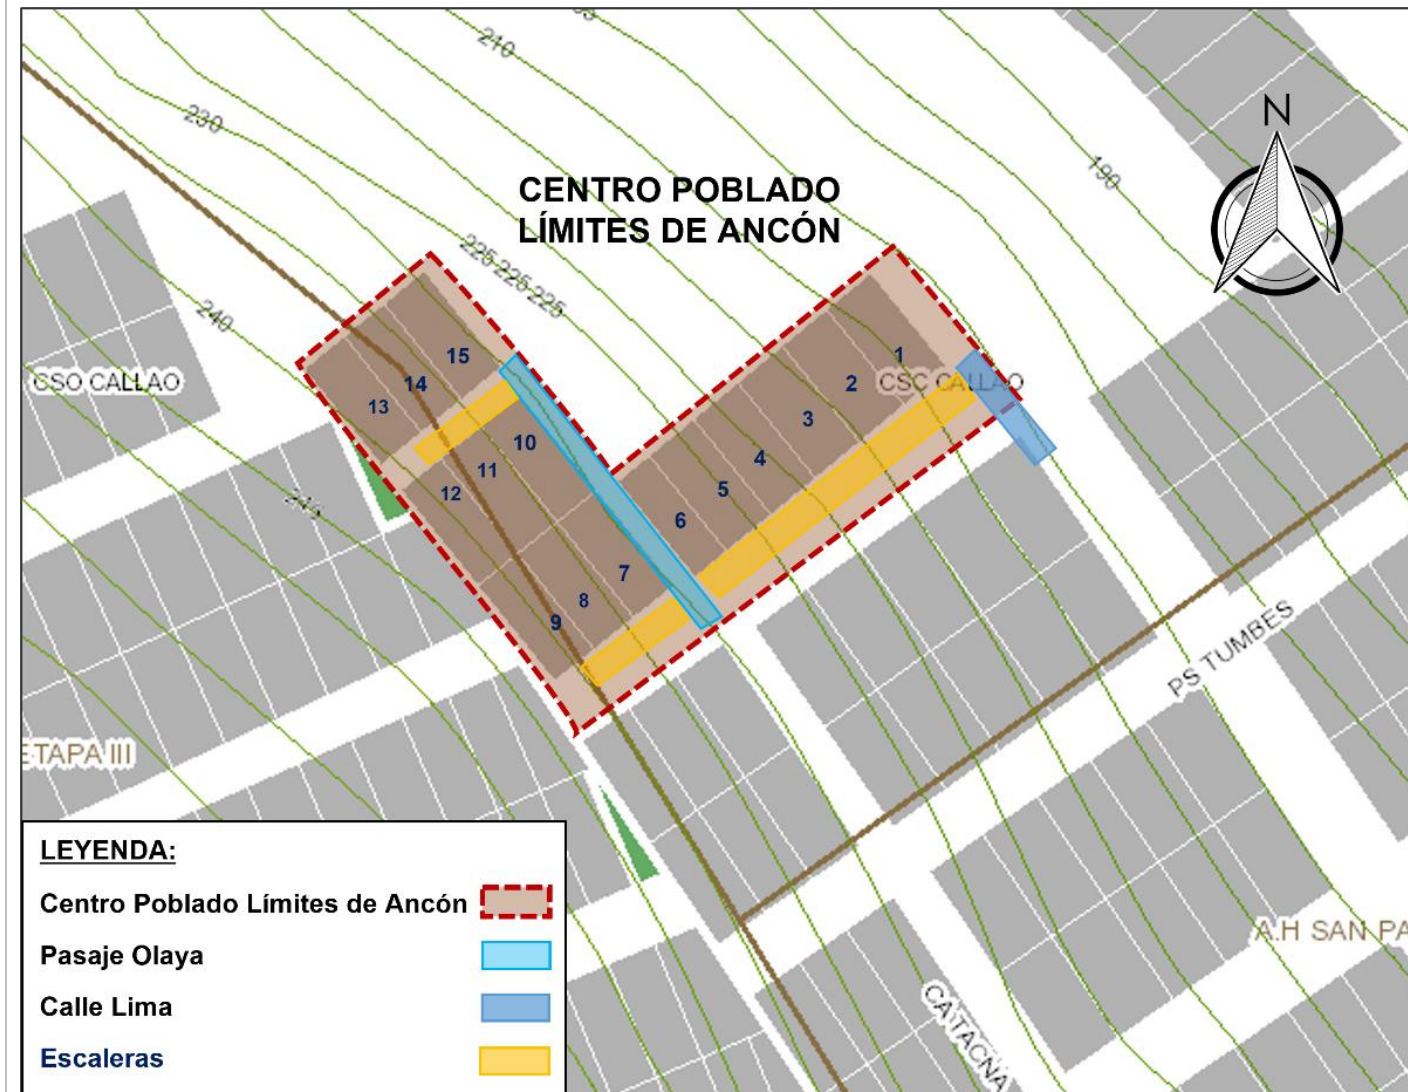 210
230
190
N
CENTRO POBLADO
LÍMITES DE ANCÓN
225 225 225
240
CSO CALLAO
15
14
13
1
2
CSC CALLAO
3
10
4
11
5
12
6
245
7
8
9
PS TUMBES
ETAPA III
LEYENDA:
Centro Poblado Límites de Ancón
Pasaje Olaya
Calle Lima
Escaleras
A.H SAN PA
CATACNA